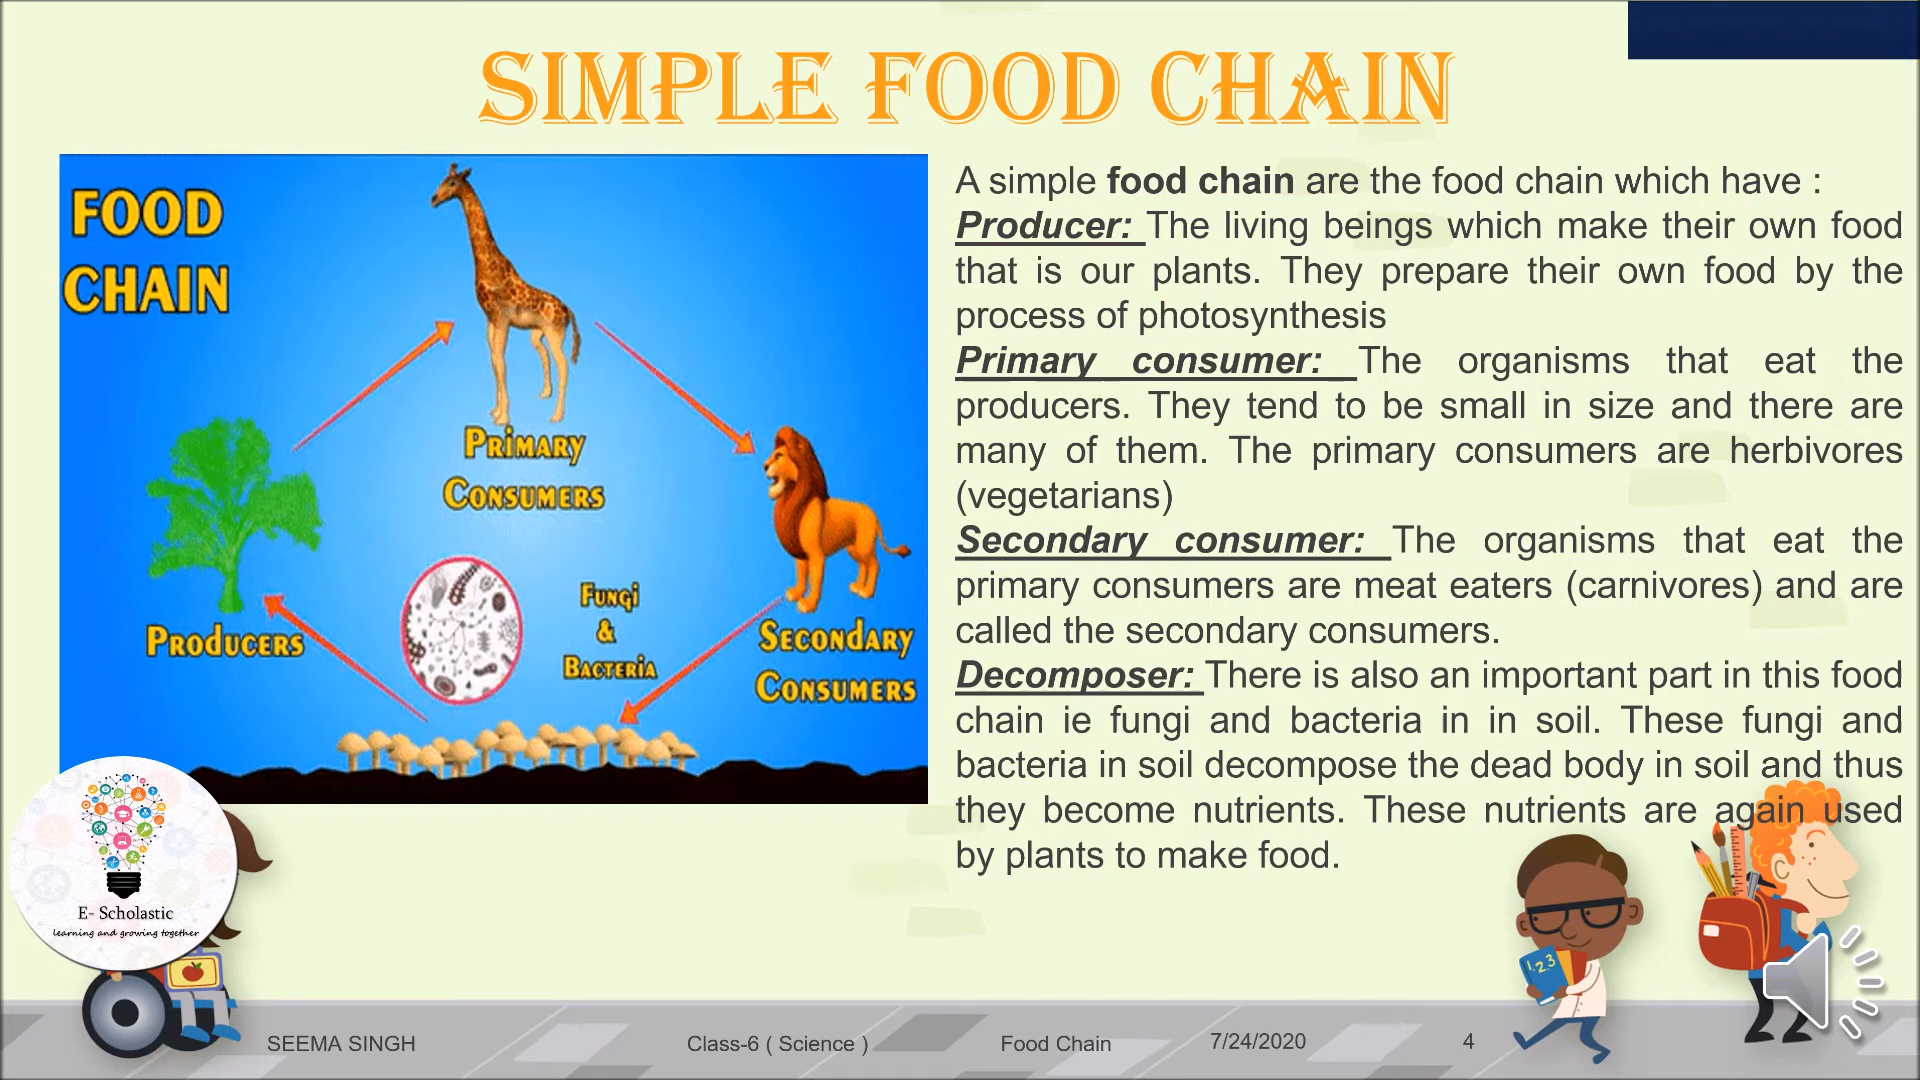 SIMPLE FOOD CHAIN
FOOD
CHAIN
PRIMARY
CONSUMERS
PRODUCERS
FUNGI
&
BACTERIA
SECONDARY
CONSUMERS
A simple food chain are the food chain which have :
Producer: The living beings which make their own food
that is our plants. They prepare their own food by the
process of photosynthesis
Primary consumer: The organisms that eat the
producers. They tend to be small in size and there are
many of them. The primary consumers are herbivores
(vegetarians)
Secondary consumer: The organisms that eat the
primary consumers are meat eaters (carnivores) and are
called the secondary consumers.
Decomposer: There is also an important part in this food
chain ie fungi and bacteria in in soil. These fungi and
bacteria in soil decompose the dead body in soil and thus
they become nutrients. These nutrients are again used
by plants to make food.
E- Scholastic
learning and growing together
1.2.3
SEEMA SINGH
Class-6 ( Science )
Food Chain
7/24/2020
4